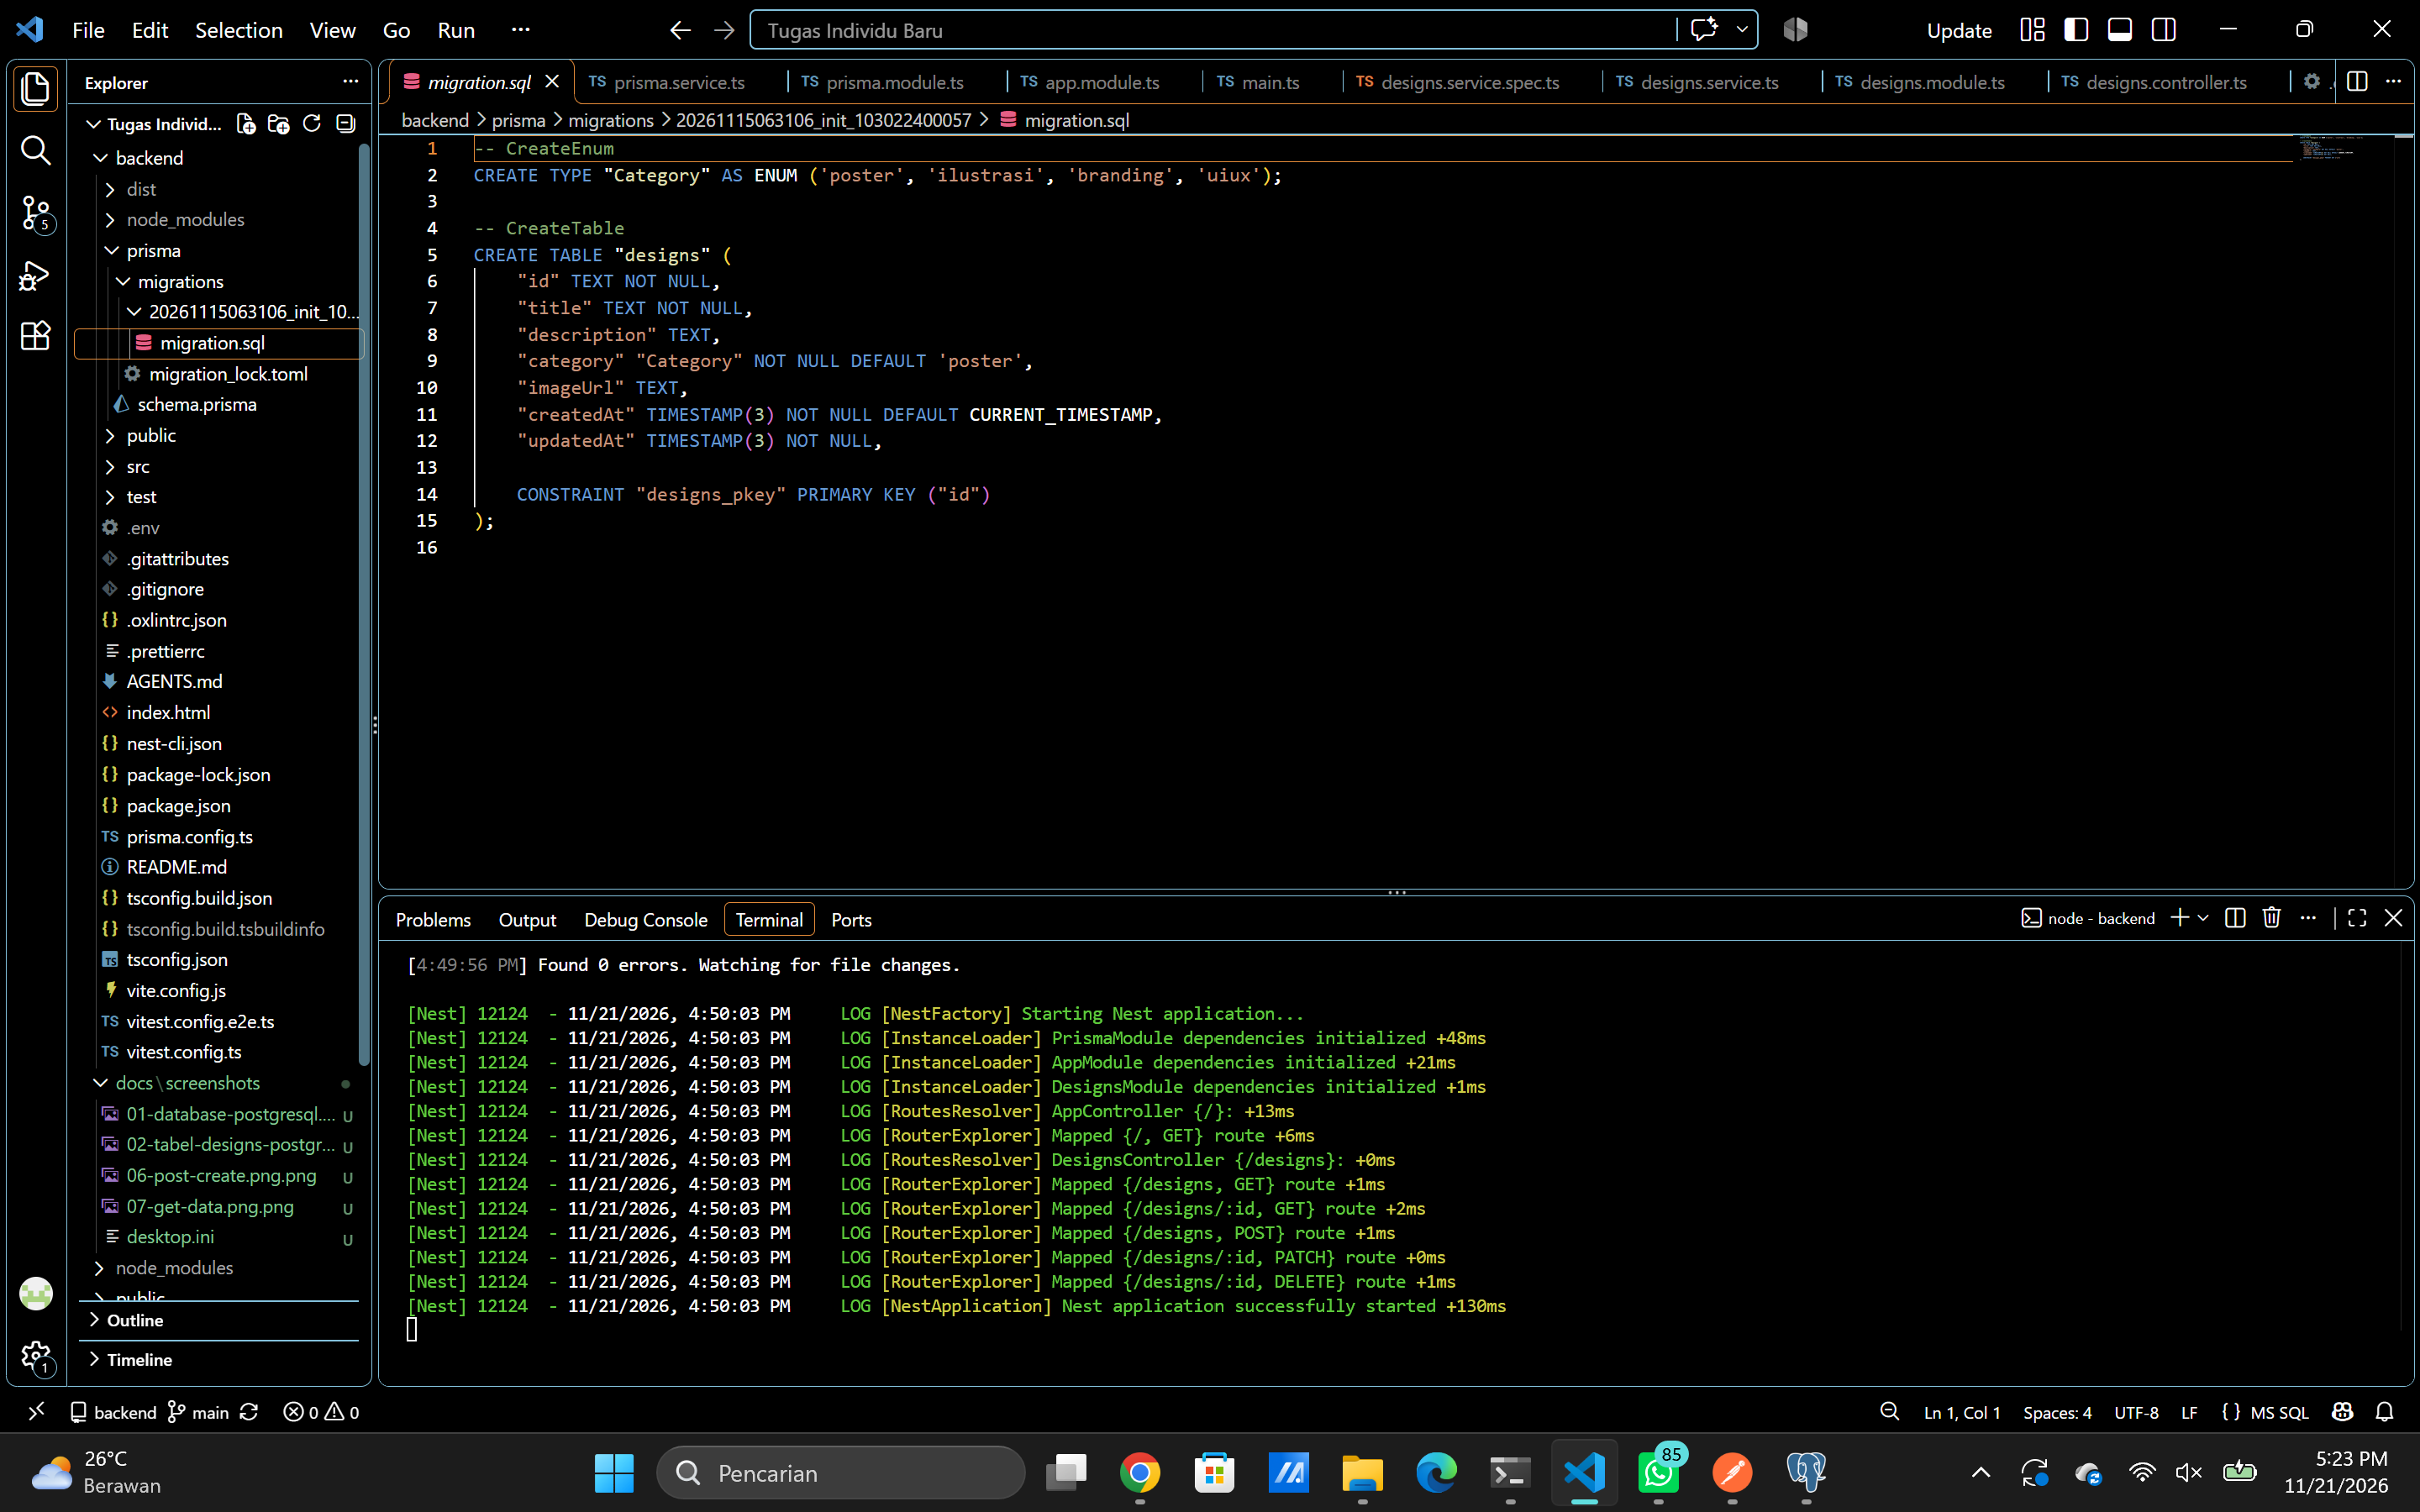 File Edit Selection View Go Run ···
Tugas Individu Baru
Update
Explorer
Tugas Individ...
backend
dist
node_modules
prisma
migrations
20261115063106_init_10...
migration.sql
migration_lock.toml
schema.prisma
public
src
test
.env
.gitattributes
.gitignore
.oxlintrc.json
.prettierrc
AGENTS.md
index.html
nest-cli.json
package-lock.json
package.json
prisma.config.ts
README.md
tsconfig.build.json
tsconfig.build.tsbuildinfo
tsconfig.json
vite.config.js
vitest.config.e2e.ts
vitest.config.ts
docs\screenshots
01-database-postgresql.... U
02-tabel-designs-postgr... U
06-post-create.png.png U
07-get-data.png.png U
desktop.ini U
node_modules
public
Outline
Timeline
5
1
migration.sql TS prisma.service.ts TS prisma.module.ts TS app.module.ts TS main.ts TS designs.service.spec.ts TS designs.service.ts TS designs.module.ts TS designs.controller.ts
backend > prisma > migrations > 20261115063106_init_103022400057 > migration.sql
1 -- CreateEnum
2 CREATE TYPE "Category" AS ENUM ('poster', 'ilustrasi', 'branding', 'uiux');
3
4 -- CreateTable
5 CREATE TABLE "designs" (
6 "id" TEXT NOT NULL,
7 "title" TEXT NOT NULL,
8 "description" TEXT,
9 "category" "Category" NOT NULL DEFAULT 'poster',
10 "imageUrl" TEXT,
11 "createdAt" TIMESTAMP(3) NOT NULL DEFAULT CURRENT_TIMESTAMP,
12 "updatedAt" TIMESTAMP(3) NOT NULL,
13
14 CONSTRAINT "designs_pkey" PRIMARY KEY ("id")
15 );
16
Problems Output Debug Console Terminal Ports
node - backend
[4:49:56 PM] Found 0 errors. Watching for file changes.
[Nest] 12124 - 11/21/2026, 4:50:03 PM LOG [NestFactory] Starting Nest application...
[Nest] 12124 - 11/21/2026, 4:50:03 PM LOG [InstanceLoader] PrismaModule dependencies initialized +48ms
[Nest] 12124 - 11/21/2026, 4:50:03 PM LOG [InstanceLoader] AppModule dependencies initialized +21ms
[Nest] 12124 - 11/21/2026, 4:50:03 PM LOG [InstanceLoader] DesignsModule dependencies initialized +1ms
[Nest] 12124 - 11/21/2026, 4:50:03 PM LOG [RoutesResolver] AppController {/}: +13ms
[Nest] 12124 - 11/21/2026, 4:50:03 PM LOG [RouterExplorer] Mapped {/, GET} route +6ms
[Nest] 12124 - 11/21/2026, 4:50:03 PM LOG [RoutesResolver] DesignsController {/designs}: +0ms
[Nest] 12124 - 11/21/2026, 4:50:03 PM LOG [RouterExplorer] Mapped {/designs, GET} route +1ms
[Nest] 12124 - 11/21/2026, 4:50:03 PM LOG [RouterExplorer] Mapped {/designs/:id, GET} route +2ms
[Nest] 12124 - 11/21/2026, 4:50:03 PM LOG [RouterExplorer] Mapped {/designs, POST} route +1ms
[Nest] 12124 - 11/21/2026, 4:50:03 PM LOG [RouterExplorer] Mapped {/designs/:id, PATCH} route +0ms
[Nest] 12124 - 11/21/2026, 4:50:03 PM LOG [RouterExplorer] Mapped {/designs/:id, DELETE} route +1ms
[Nest] 12124 - 11/21/2026, 4:50:03 PM LOG [NestApplication] Nest application successfully started +130ms
backend main 0 0
Ln 1, Col 1 Spaces: 4 UTF-8 LF {} MS SQL
26°C
Berawan
Pencarian
85
5:23 PM
11/21/2026